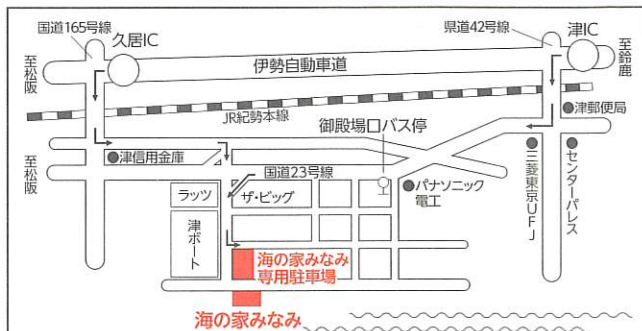 国道165号線
久居IC
県道42号線
津IC
至松阪
伊勢自動車道
至鈴鹿
JR紀勢本線
御殿場口バス停
津郵便局
至松阪
津信用金庫
国道23号線
ラッツ
ザ・ビッグ
パナソニック
電工
三菱東京UFJ
センターパレス
津ボート
海の家みなみ
専用駐車場
海の家みなみ